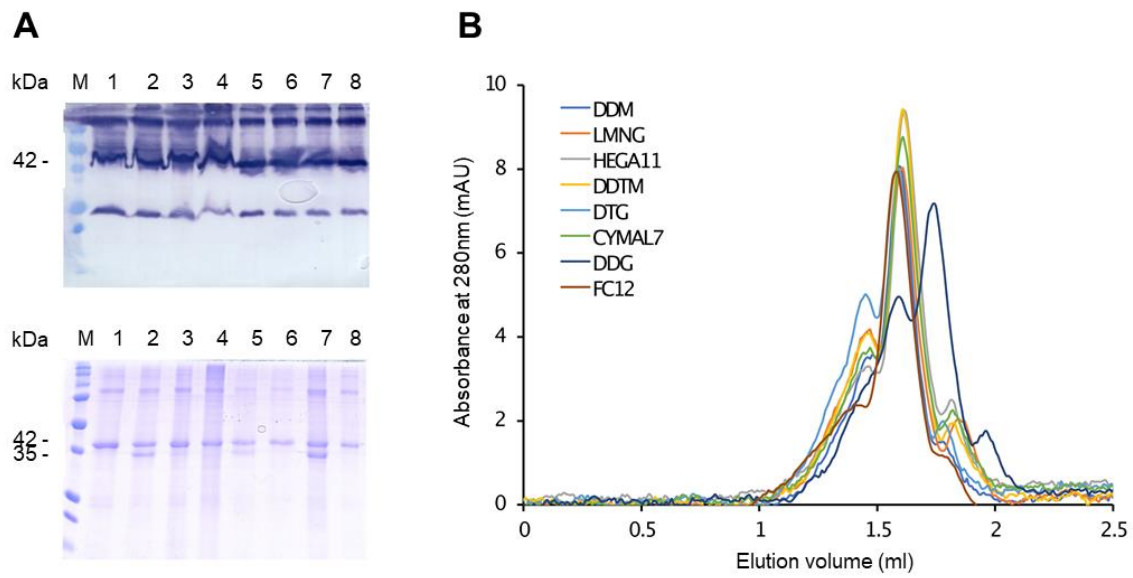 A
kDa M 1 2 3 4 5 6 7 8
42 -
kDa M 1 2 3 4 5 6 7 8
42 -
35 -
B
10
8
6
4
2
0
Absorbance at 280nm (mAU)
DDM
LMNG
HEGA11
DDTM
DTG
CYMAL7
DDG
FC12
0 0.5 1 1.5 2 2.5
Elution volume (ml)